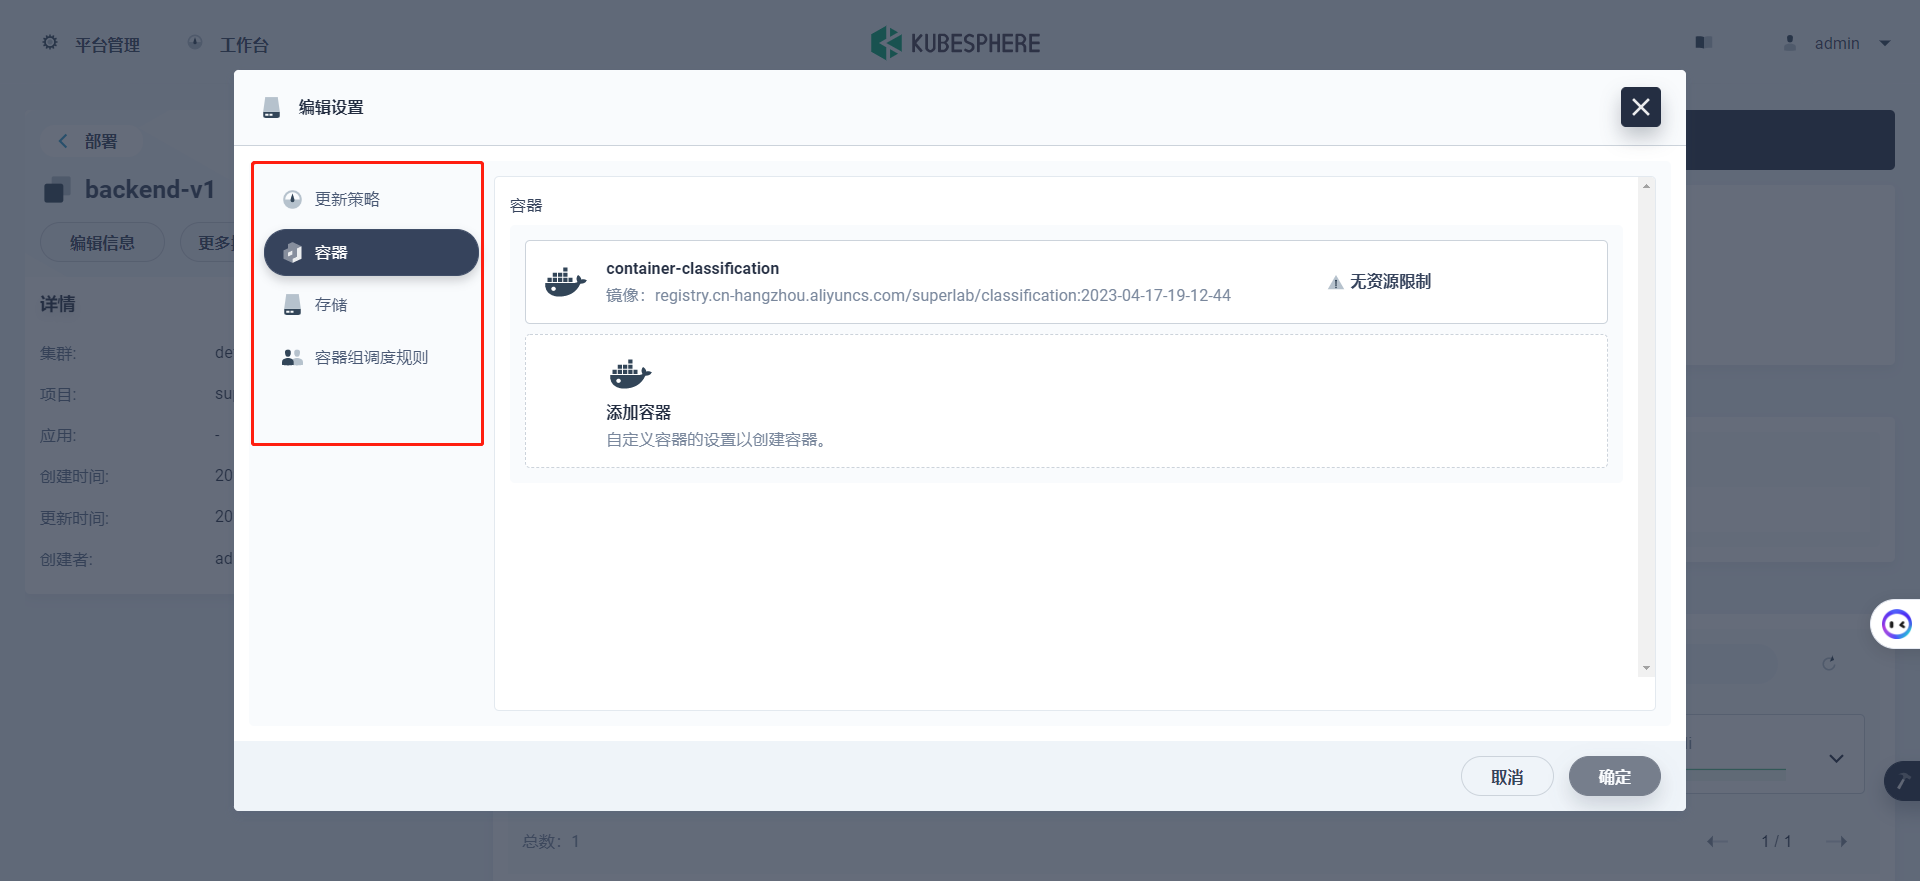 平台管理
工作台
KUBESPHERE
admin
部署
backend-v1
编辑信息
更多
详情
集群:
de
项目:
su
应用:
-
创建时间:
20
更新时间:
20
创建者:
ad
编辑设置
更新策略
容器
存储
容器组调度规则
容器
container-classification
镜像：registry.cn-hangzhou.aliyuncs.com/superlab/classification:2023-04-17-19-12-44
无资源限制
添加容器
自定义容器的设置以创建容器。
取消
确定
总数：1
1 / 1